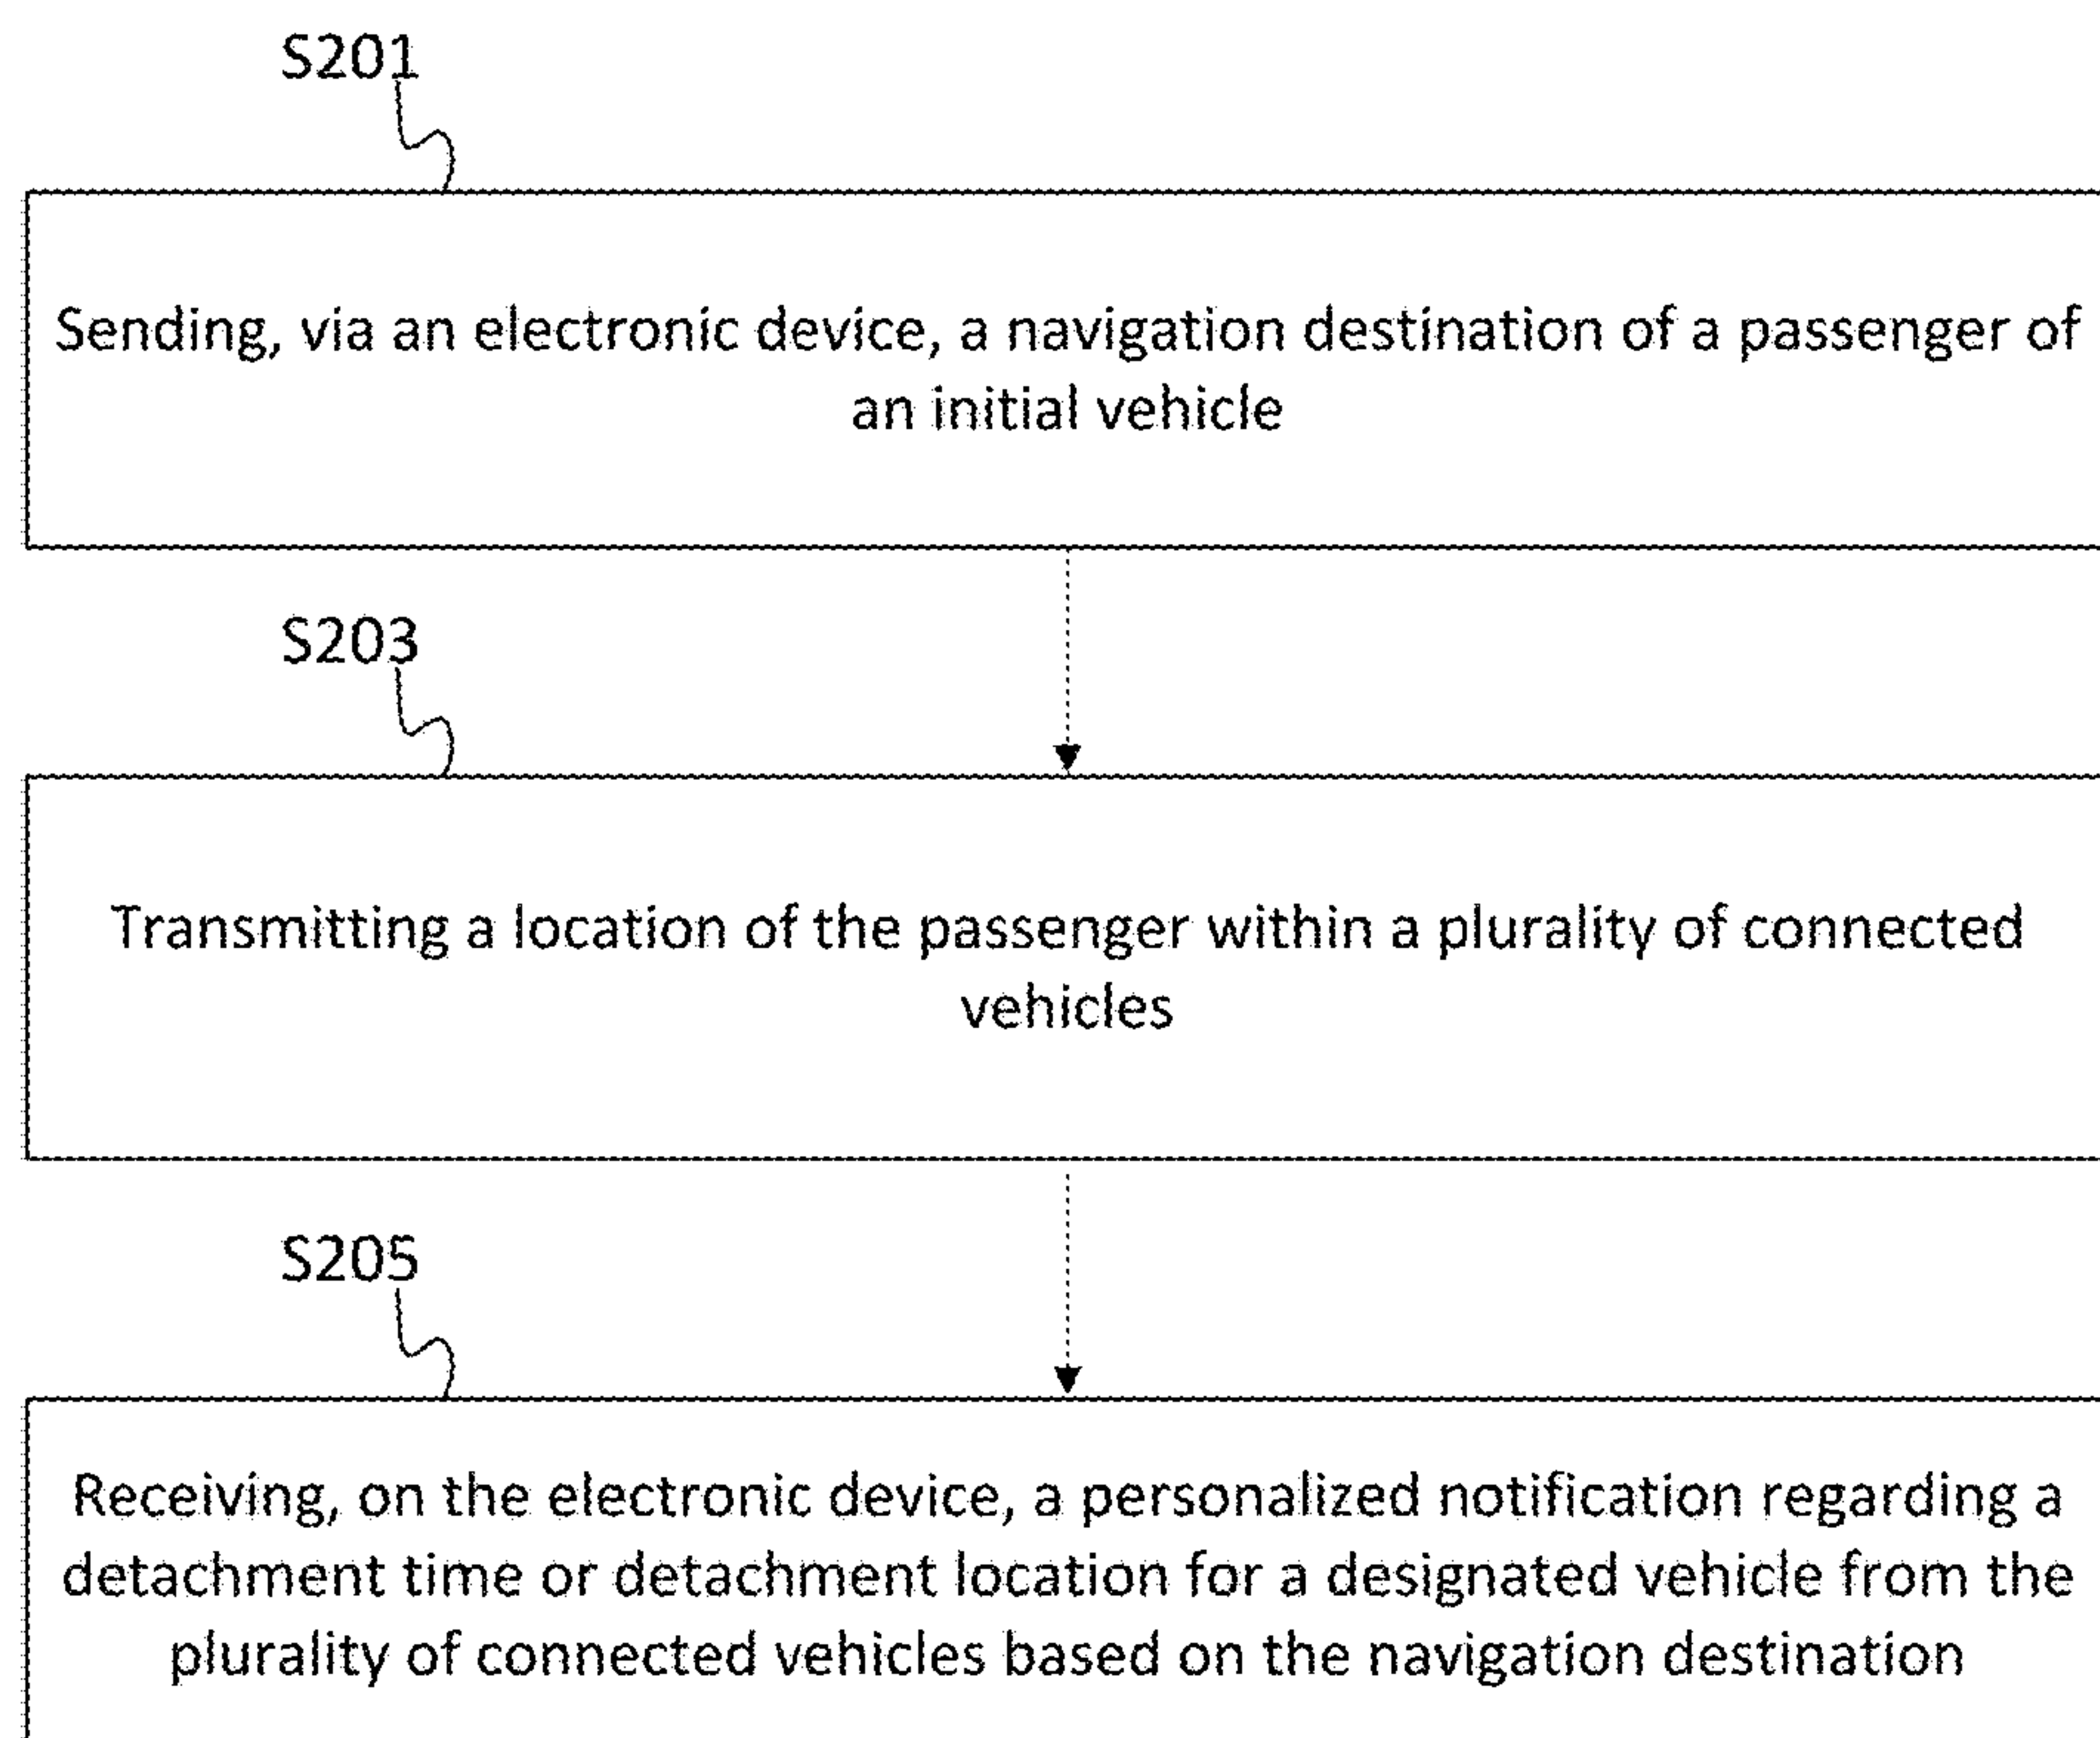 S201
Sending, via an electronic device, a navigation destination of a passenger of
an initial vehicle
S203
Transmitting a location of the passenger within a plurality of connected
vehicles
S205
Receiving, on the electronic device, a personalized notification regarding a
detachment time or detachment location for a designated vehicle from the
plurality of connected vehicles based on the navigation destination